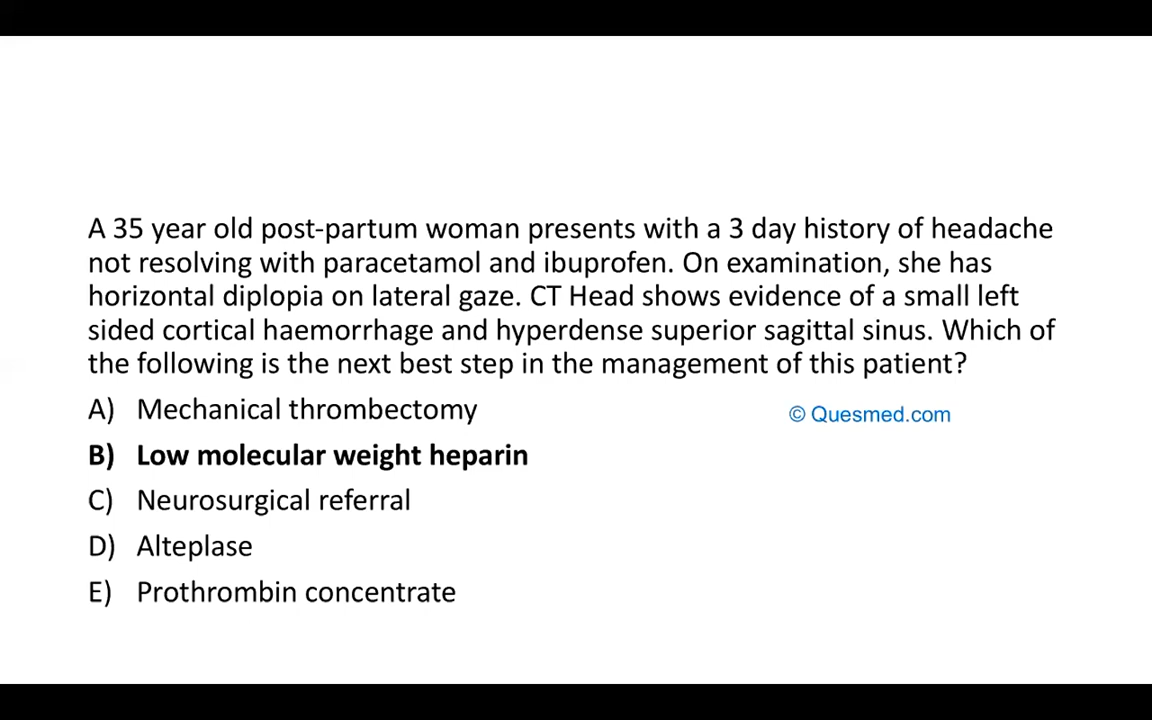 A 35 year old post-partum woman presents with a 3 day history of headache
not resolving with paracetamol and ibuprofen. On examination, she has
horizontal diplopia on lateral gaze. CT Head shows evidence of a small left
sided cortical haemorrhage and hyperdense superior sagittal sinus. Which of
the following is the next best step in the management of this patient?
A) Mechanical thrombectomy
© Quesmed.com
B) Low molecular weight heparin
C) Neurosurgical referral
D) Alteplase
E) Prothrombin concentrate